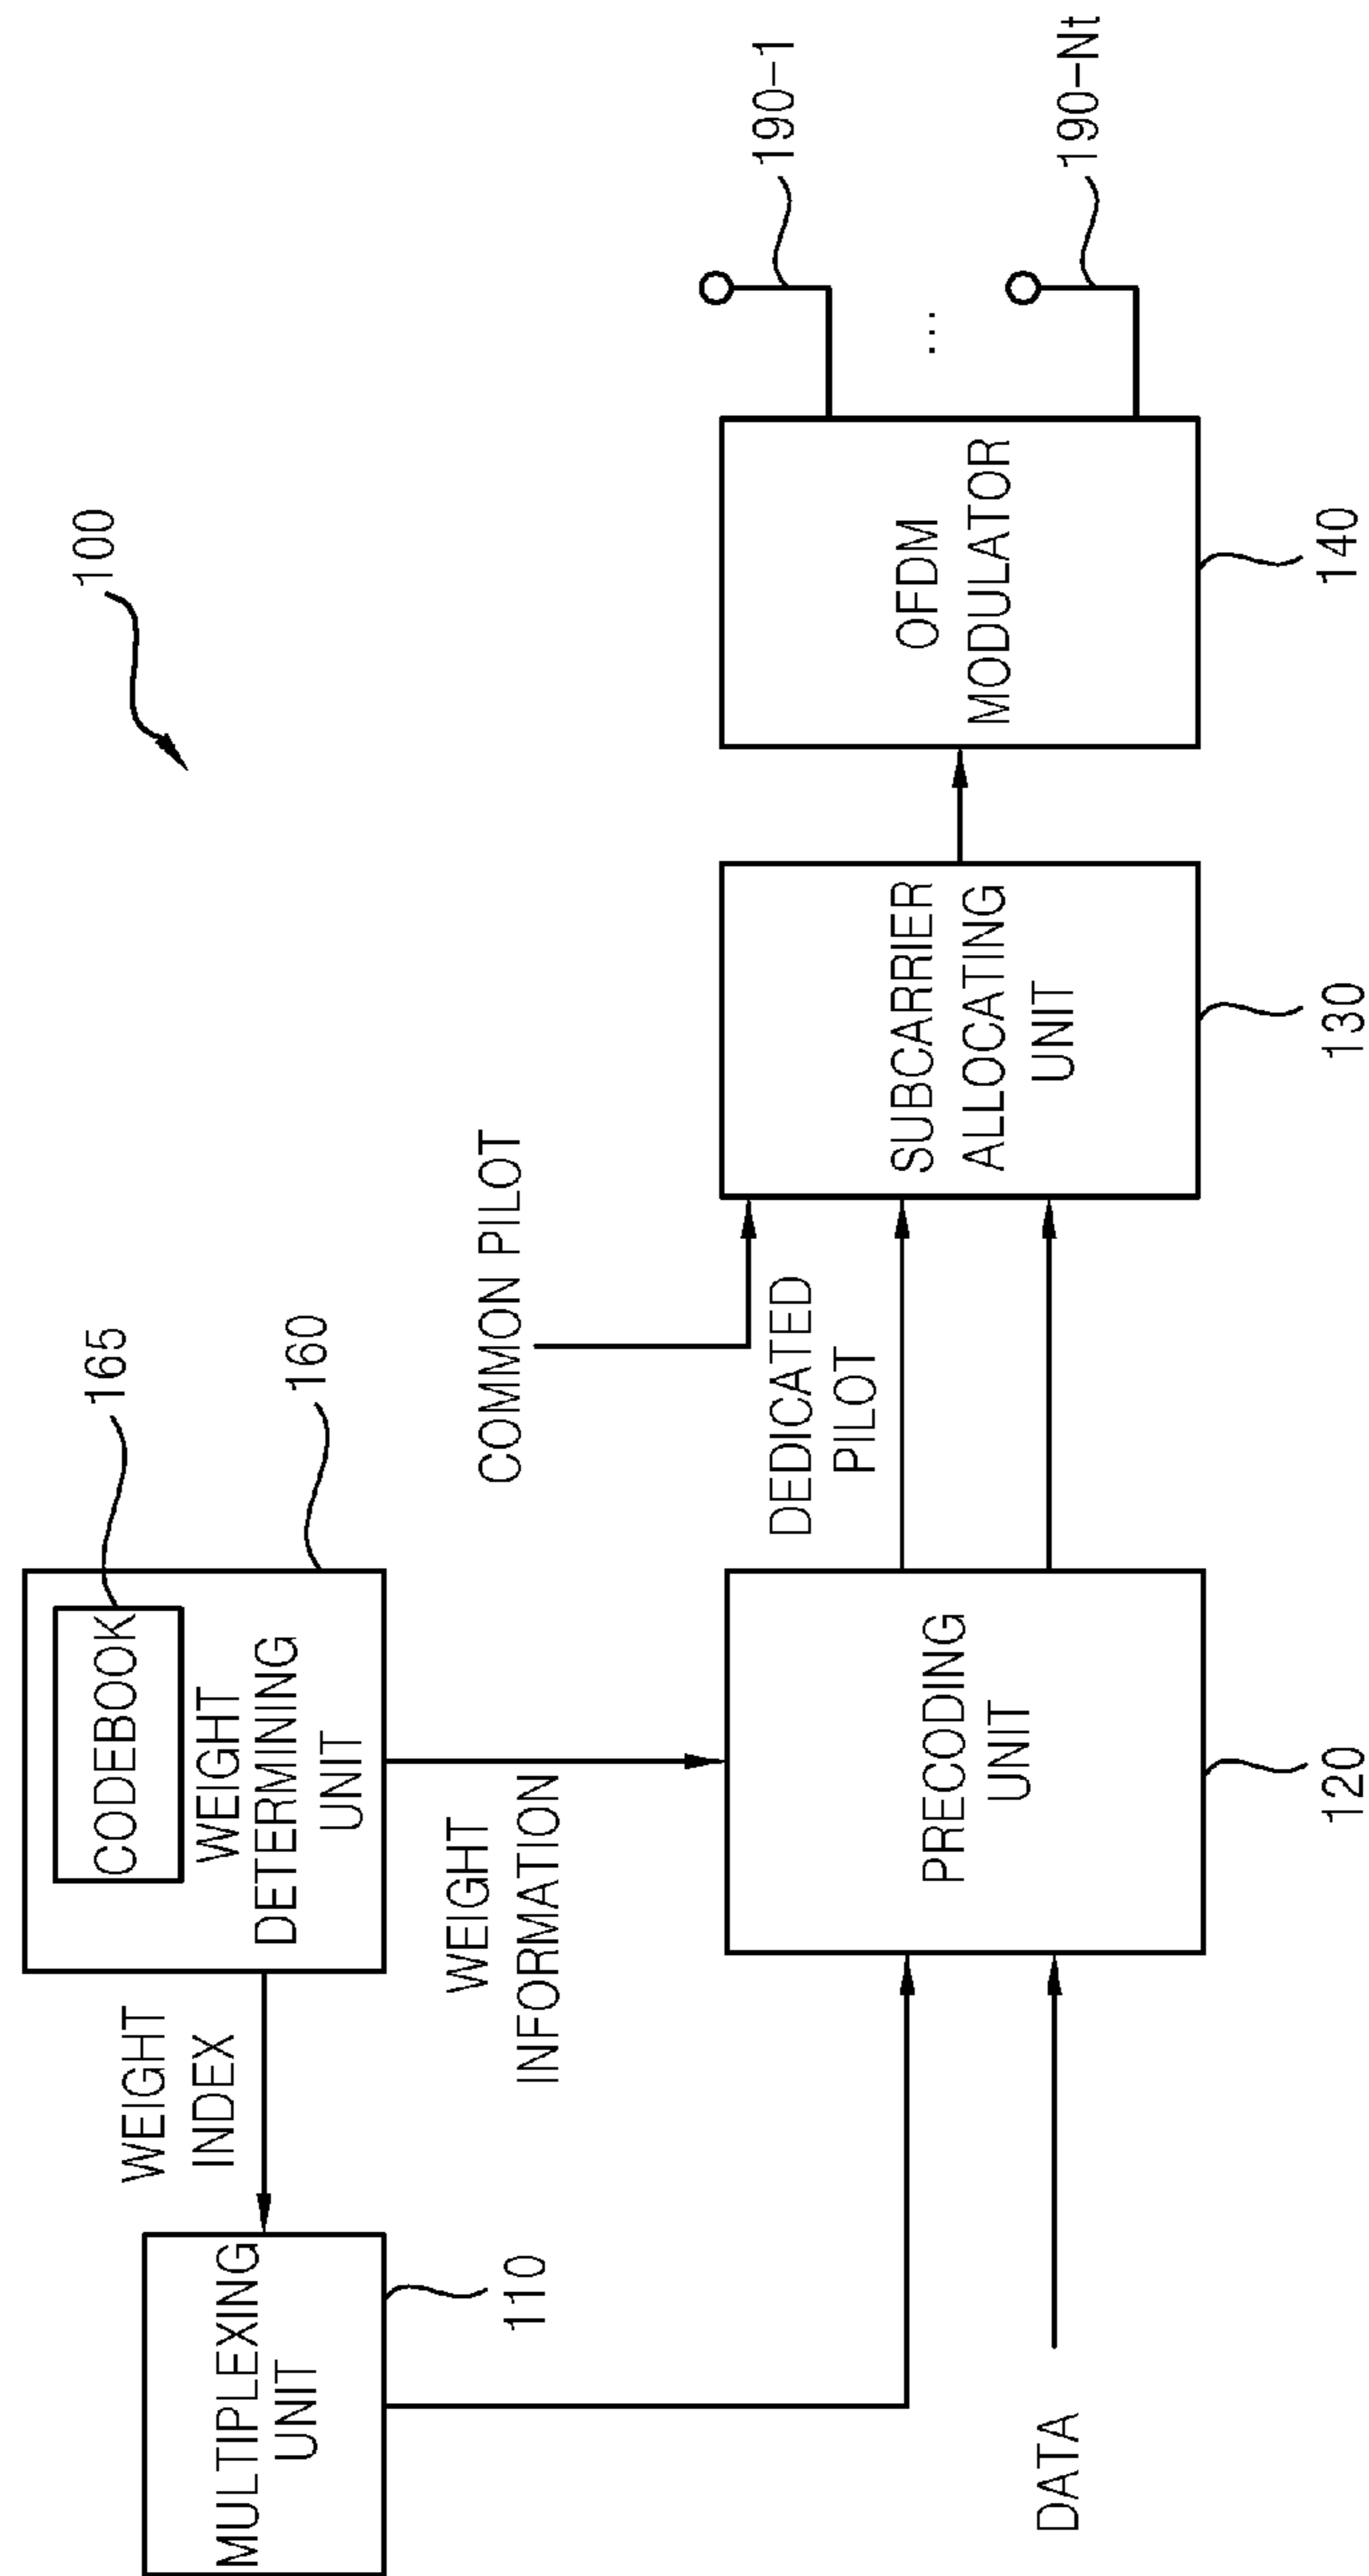 100
CODEBOOK
165
WEIGHT
DETERMINING
UNIT
160
WEIGHT
INDEX
MULTIPLEXING
UNIT
110
WEIGHT
INFORMATION
COMMON PILOT
DEDICATED
PILOT
DATA
PRECODING
UNIT
120
SUBCARRIER
ALLOCATING
UNIT
130
OFDM
MODULATOR
140
190-1
...
190-Nt